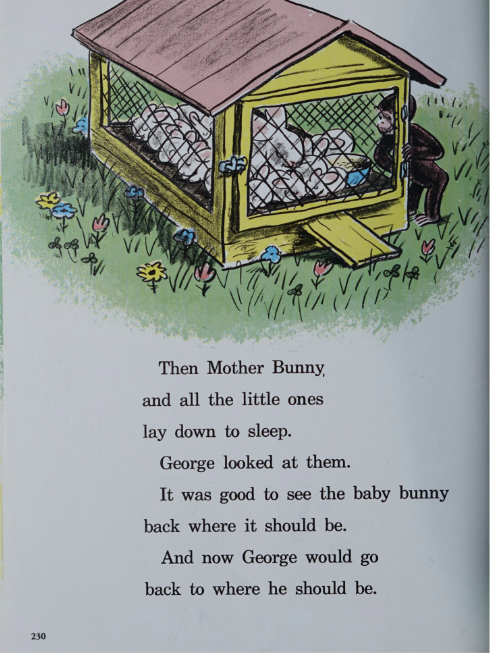 Then Mother Bunny,
and all the little ones
lay down to sleep.
George looked at them.
It was good to see the baby bunny
back where it should be.
And now George would go
back to where he should be.
230